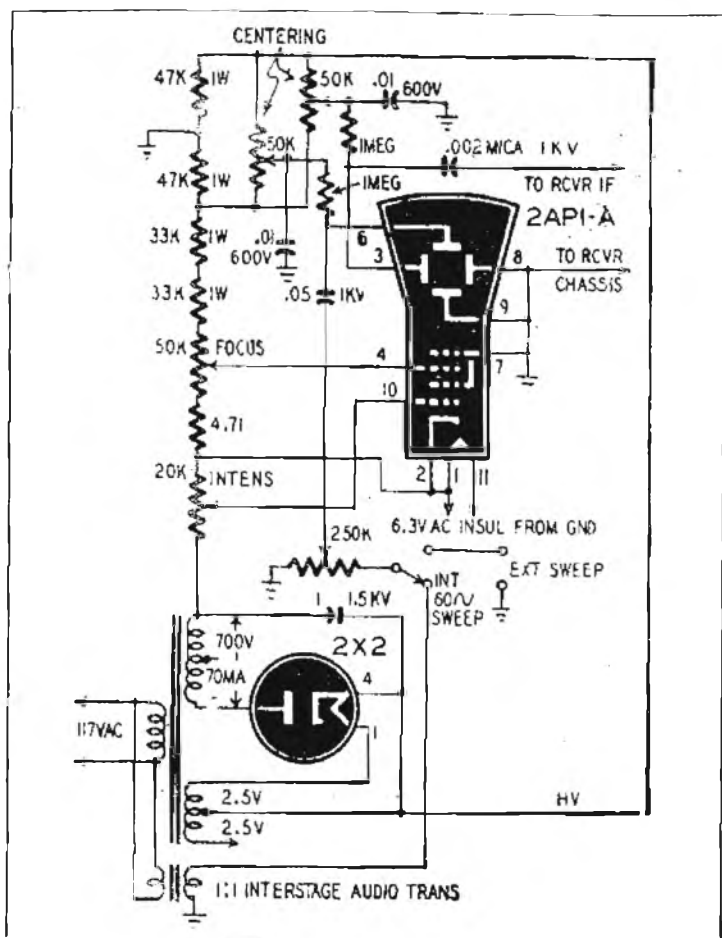 CENTERING
47K 1W
50K
.01
600V
50K
1MEG
.002 MICA 1KV
TO RCVR IF
47K 1W
1MEG
2AP1-A
33K 1W
.01
600V
6
3
8
TO RCVR
CHASSIS
.05 1KV
9
33K 1W
50K FOCUS
4
7
10
4.7
20K INTENS
2 1 11
6.3V AC INSUL FROM GND
250K
EXT SWEEP
INT
60~
SWEEP
.1 1.5KV
700V
70MA
2X2
4
1
117VAC
2.5V
2.5V
HV
1:1 INTERSTAGE AUDIO TRANS